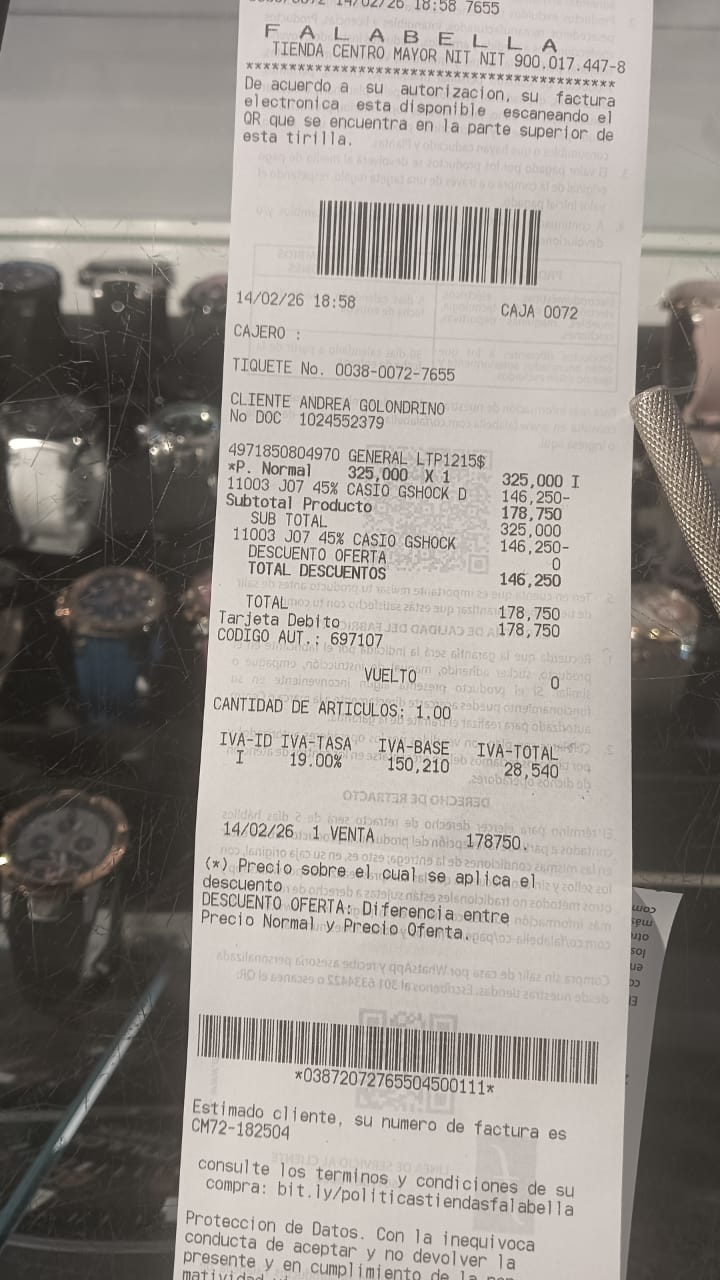 14/02/26 18:58 7655
F A L A B E L L A
TIENDA CENTRO MAYOR NIT NIT 900.017.447-8
******************************************
De acuerdo a su autorizacion, su factura
electronica esta disponible escaneando el
QR que se encuentra en la parte superior de
esta tirilla.
14/02/26 18:58 CAJA 0072
CAJERO :
TIQUETE No. 0038-0072-7655
CLIENTE ANDREA GOLONDRINO
No DOC 1024552379
4971850804970 GENERAL LTP1215$
*P. Normal 325,000 X 1 325,000 I
11003 J07 45% CASIO GSHOCK D 146,250-
Subtotal Producto 178,750
SUB TOTAL 325,000
11003 J07 45% CASIO GSHOCK 146,250-
DESCUENTO OFERTA 0
TOTAL DESCUENTOS 146,250
TOTAL 178,750
Tarjeta Debito 178,750
CODIGO AUT.: 697107
VUELTO 0
CANTIDAD DE ARTICULOS: 1.00
IVA-ID IVA-TASA IVA-BASE IVA-TOTAL
I 19.00% 150,210 28,540
14/02/26 1 VENTA 178750.
(*) Precio sobre el cual se aplica el
descuento
DESCUENTO OFERTA: Diferencia entre
Precio Normal y Precio Oferta.
*03872072765504500111*
Estimado cliente, su numero de factura es
CM72-182504
consulte los terminos y condiciones de su
compra: bit.ly/politicastiendasfalabella
Proteccion de Datos. Con la inequivoca
conducta de aceptar y no devolver la
presente y en cumplimiento de la